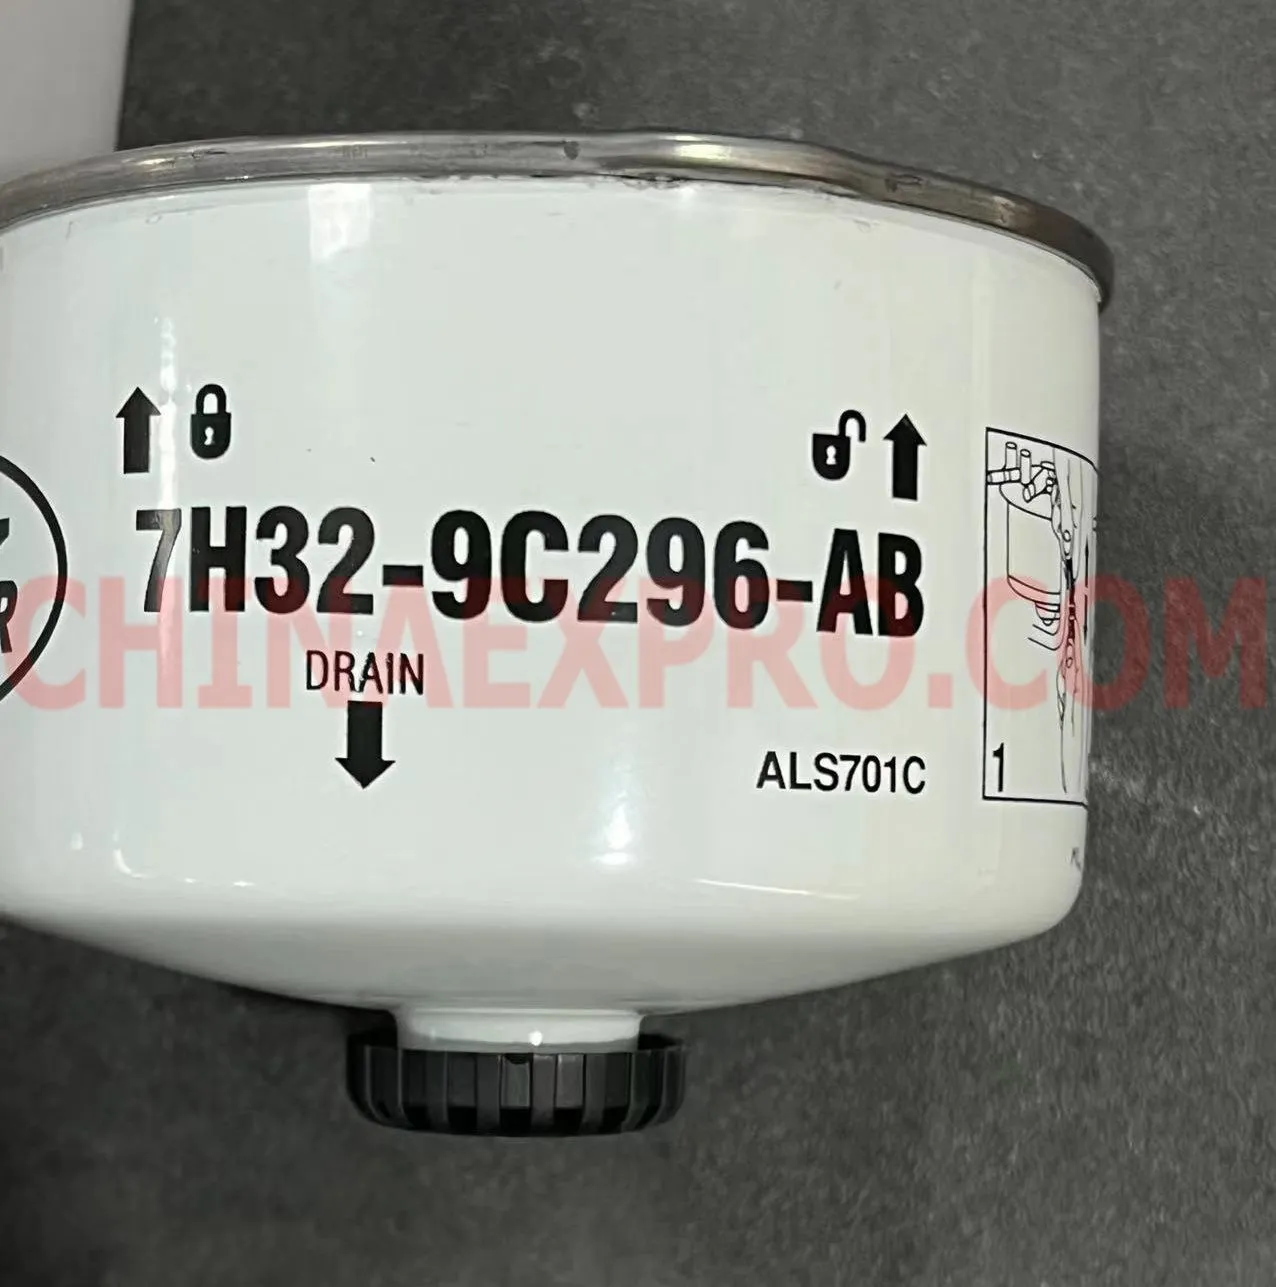 7H32-9C296-AB
CHINAEXPRO.COM
DRAIN
ALS701C
1